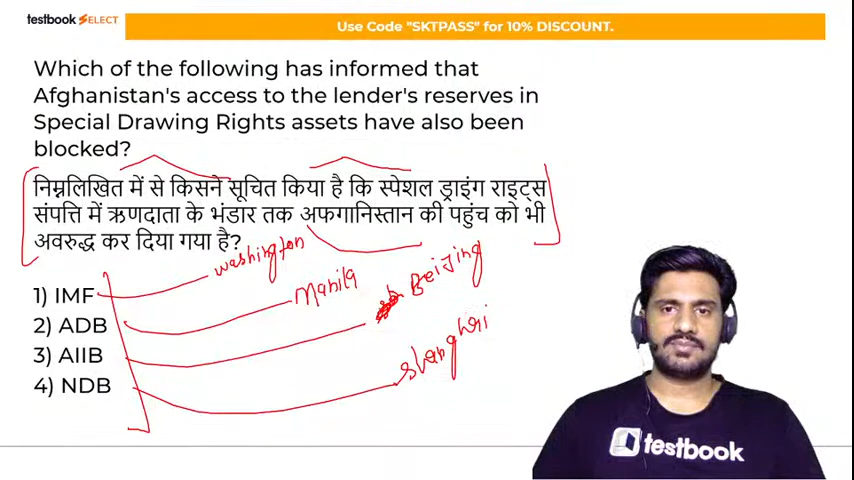 testbook SELECT
Use Code "SKTPASS" for 10% DISCOUNT.
Which of the following has informed that
Afghanistan's access to the lender's reserves in
Special Drawing Rights assets have also been
blocked?
निम्नलिखित में से किसने सूचित किया है कि स्पेशल ड्राइंग राइट्स
संपत्ति में ऋणदाता के भंडार तक अफगानिस्तान की पहुंच को भी
अवरुद्ध कर दिया गया है?
washington
1) IMF
Manila
Beijing
2) ADB
3) AIIB
shanghai
4) NDB
testbook